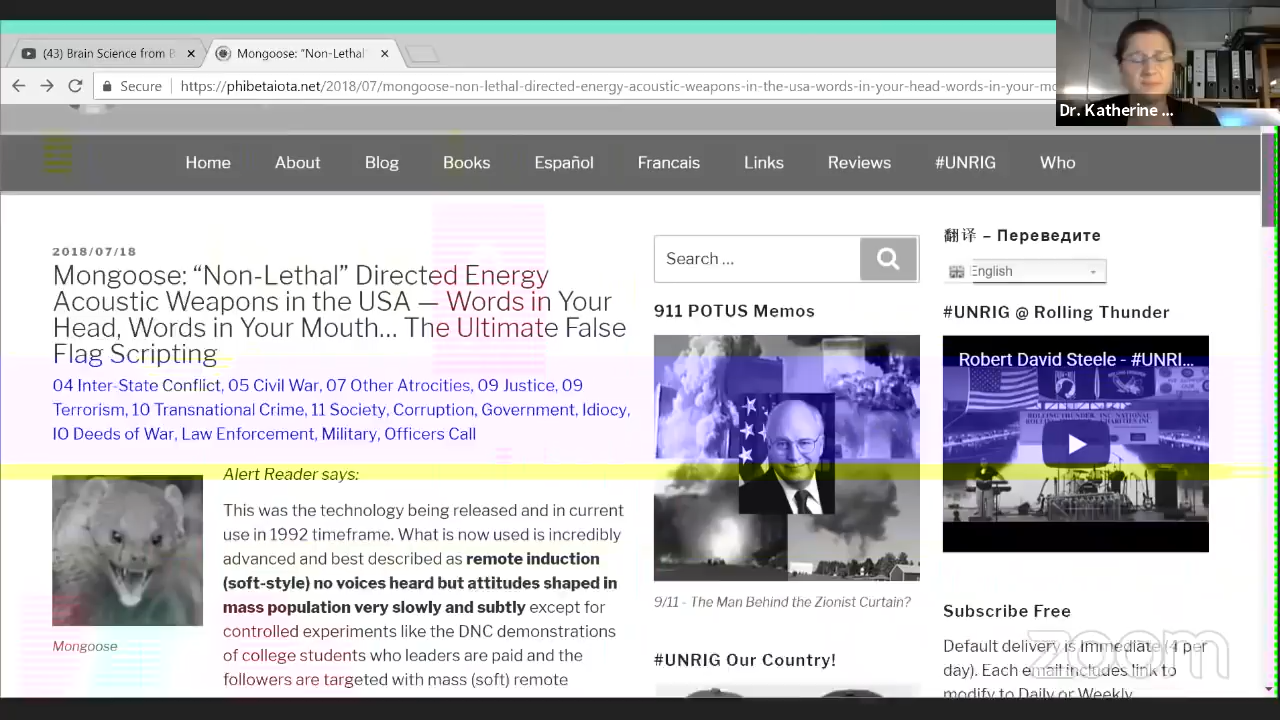 (43) Brain Science from B
Mongoose: “Non-Lethal”
Secure
https://phibetaiota.net/2018/07/mongoose-non-lethal-directed-energy-acoustic-weapons-in-the-usa-words-in-your-head-words-in-your-mo
Dr. Katherine ...
Home About Blog Books Español Francais Links Reviews #UNRIG Who
2018/07/18
Mongoose: “Non-Lethal” Directed Energy
Acoustic Weapons in the USA — Words in Your
Head, Words in Your Mouth… The Ultimate False
Flag Scripting
04 Inter-State Conflict, 05 Civil War, 07 Other Atrocities, 09 Justice, 09
Terrorism, 10 Transnational Crime, 11 Society, Corruption, Government, Idiocy,
IO Deeds of War, Law Enforcement, Military, Officers Call
Mongoose
Alert Reader says:
This was the technology being released and in current
use in 1992 timeframe. What is now used is incredibly
advanced and best described as remote induction
(soft-style) no voices heard but attitudes shaped in
mass population very slowly and subtly except for
controlled experiments like the DNC demonstrations
of college students who leaders are paid and the
followers are targeted with mass (soft) remote
Search …
911 POTUS Memos
9/11 - The Man Behind the Zionist Curtain?
#UNRIG Our Country!
翻译 – Переведите
English
#UNRIG @ Rolling Thunder
Robert David Steele - #UNRI...
Subscribe Free
Default delivery is Immediate (4 per
day). Each email includes link to
modify to Daily or Weekly
zoom